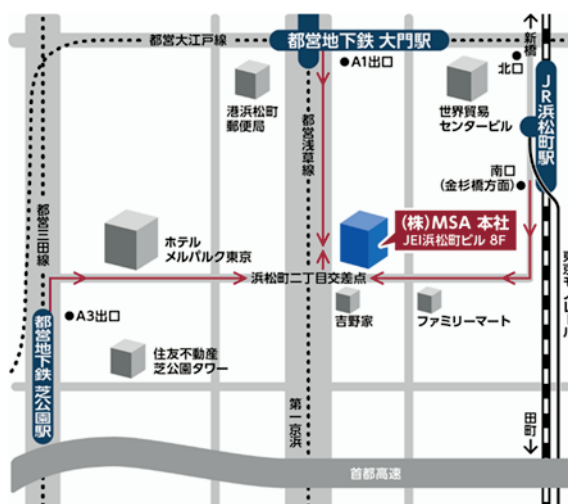 都営大江戸線
都営地下鉄 大門駅
新橋
A1出口
北口
港浜松町
郵便局
世界貿易
センタービル
JR浜松町駅
都営浅草線
南口
(金杉橋方面)
都営三田線
ホテル
メルパルク東京
(株)MSA 本社
JEI浜松町ビル 8F
浜松町二丁目交差点
東京モノレール
A3出口
吉野家
ファミリーマート
都営地下鉄 芝公園駅
住友不動産
芝公園タワー
第一京浜
田町
首都高速